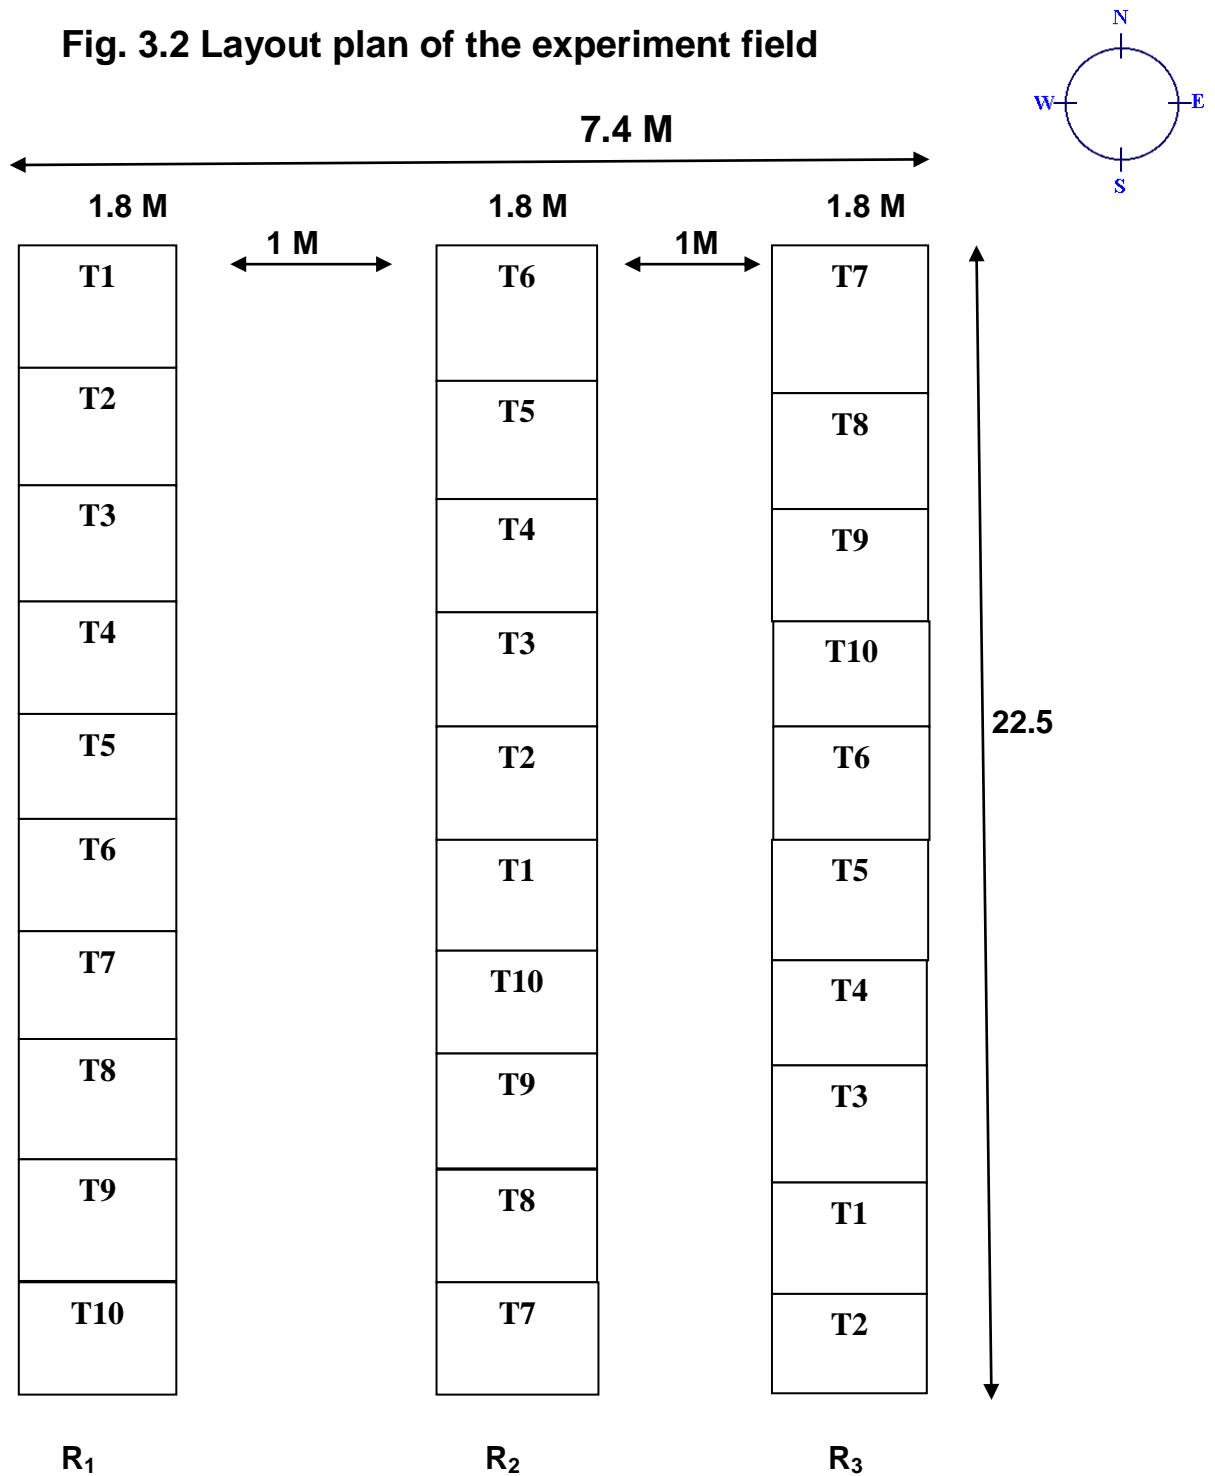 Fig. 3.2 Layout plan of the experiment field
N
W E
S
7.4 M
1.8 M 1.8 M 1.8 M
1 M 1M
T1 T6 T7
T2 T5 T8
T3 T4 T9
T4 T3 T10
22.5
T5 T2 T6
T6 T1 T5
T7 T10 T4
T8 T9 T3
T9 T8 T1
T10 T7 T2
R1 R2 R3